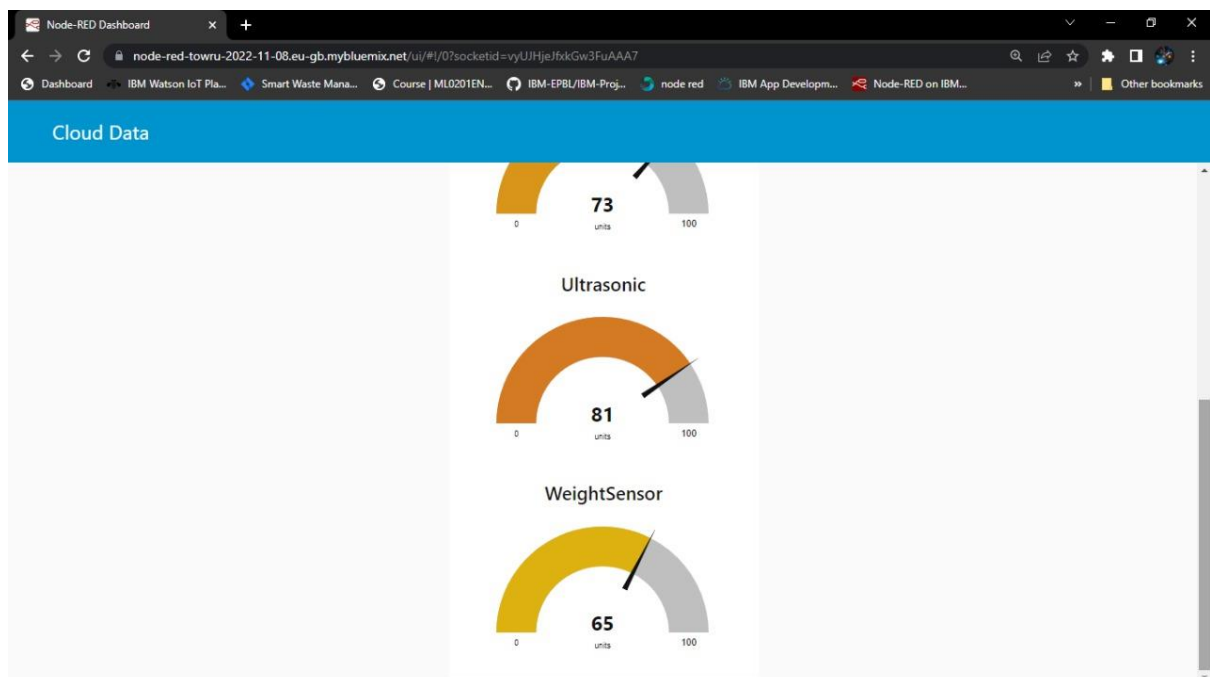 Node-RED Dashboard
node-red-towru-2022-11-08.eu-gb.mybluemix.net/ui/#!/0?socketid=vyUJHjeJfxkGw3FuAAA7
Dashboard IBM Watson IoT Pla... Smart Waste Mana... Course | ML0201EN... IBM-EPBL/IBM-Proj... node red IBM App Developm... Node-RED on IBM... » Other bookmarks
Cloud Data
73
0 units 100
Ultrasonic
81
0 units 100
WeightSensor
65
0 units 100